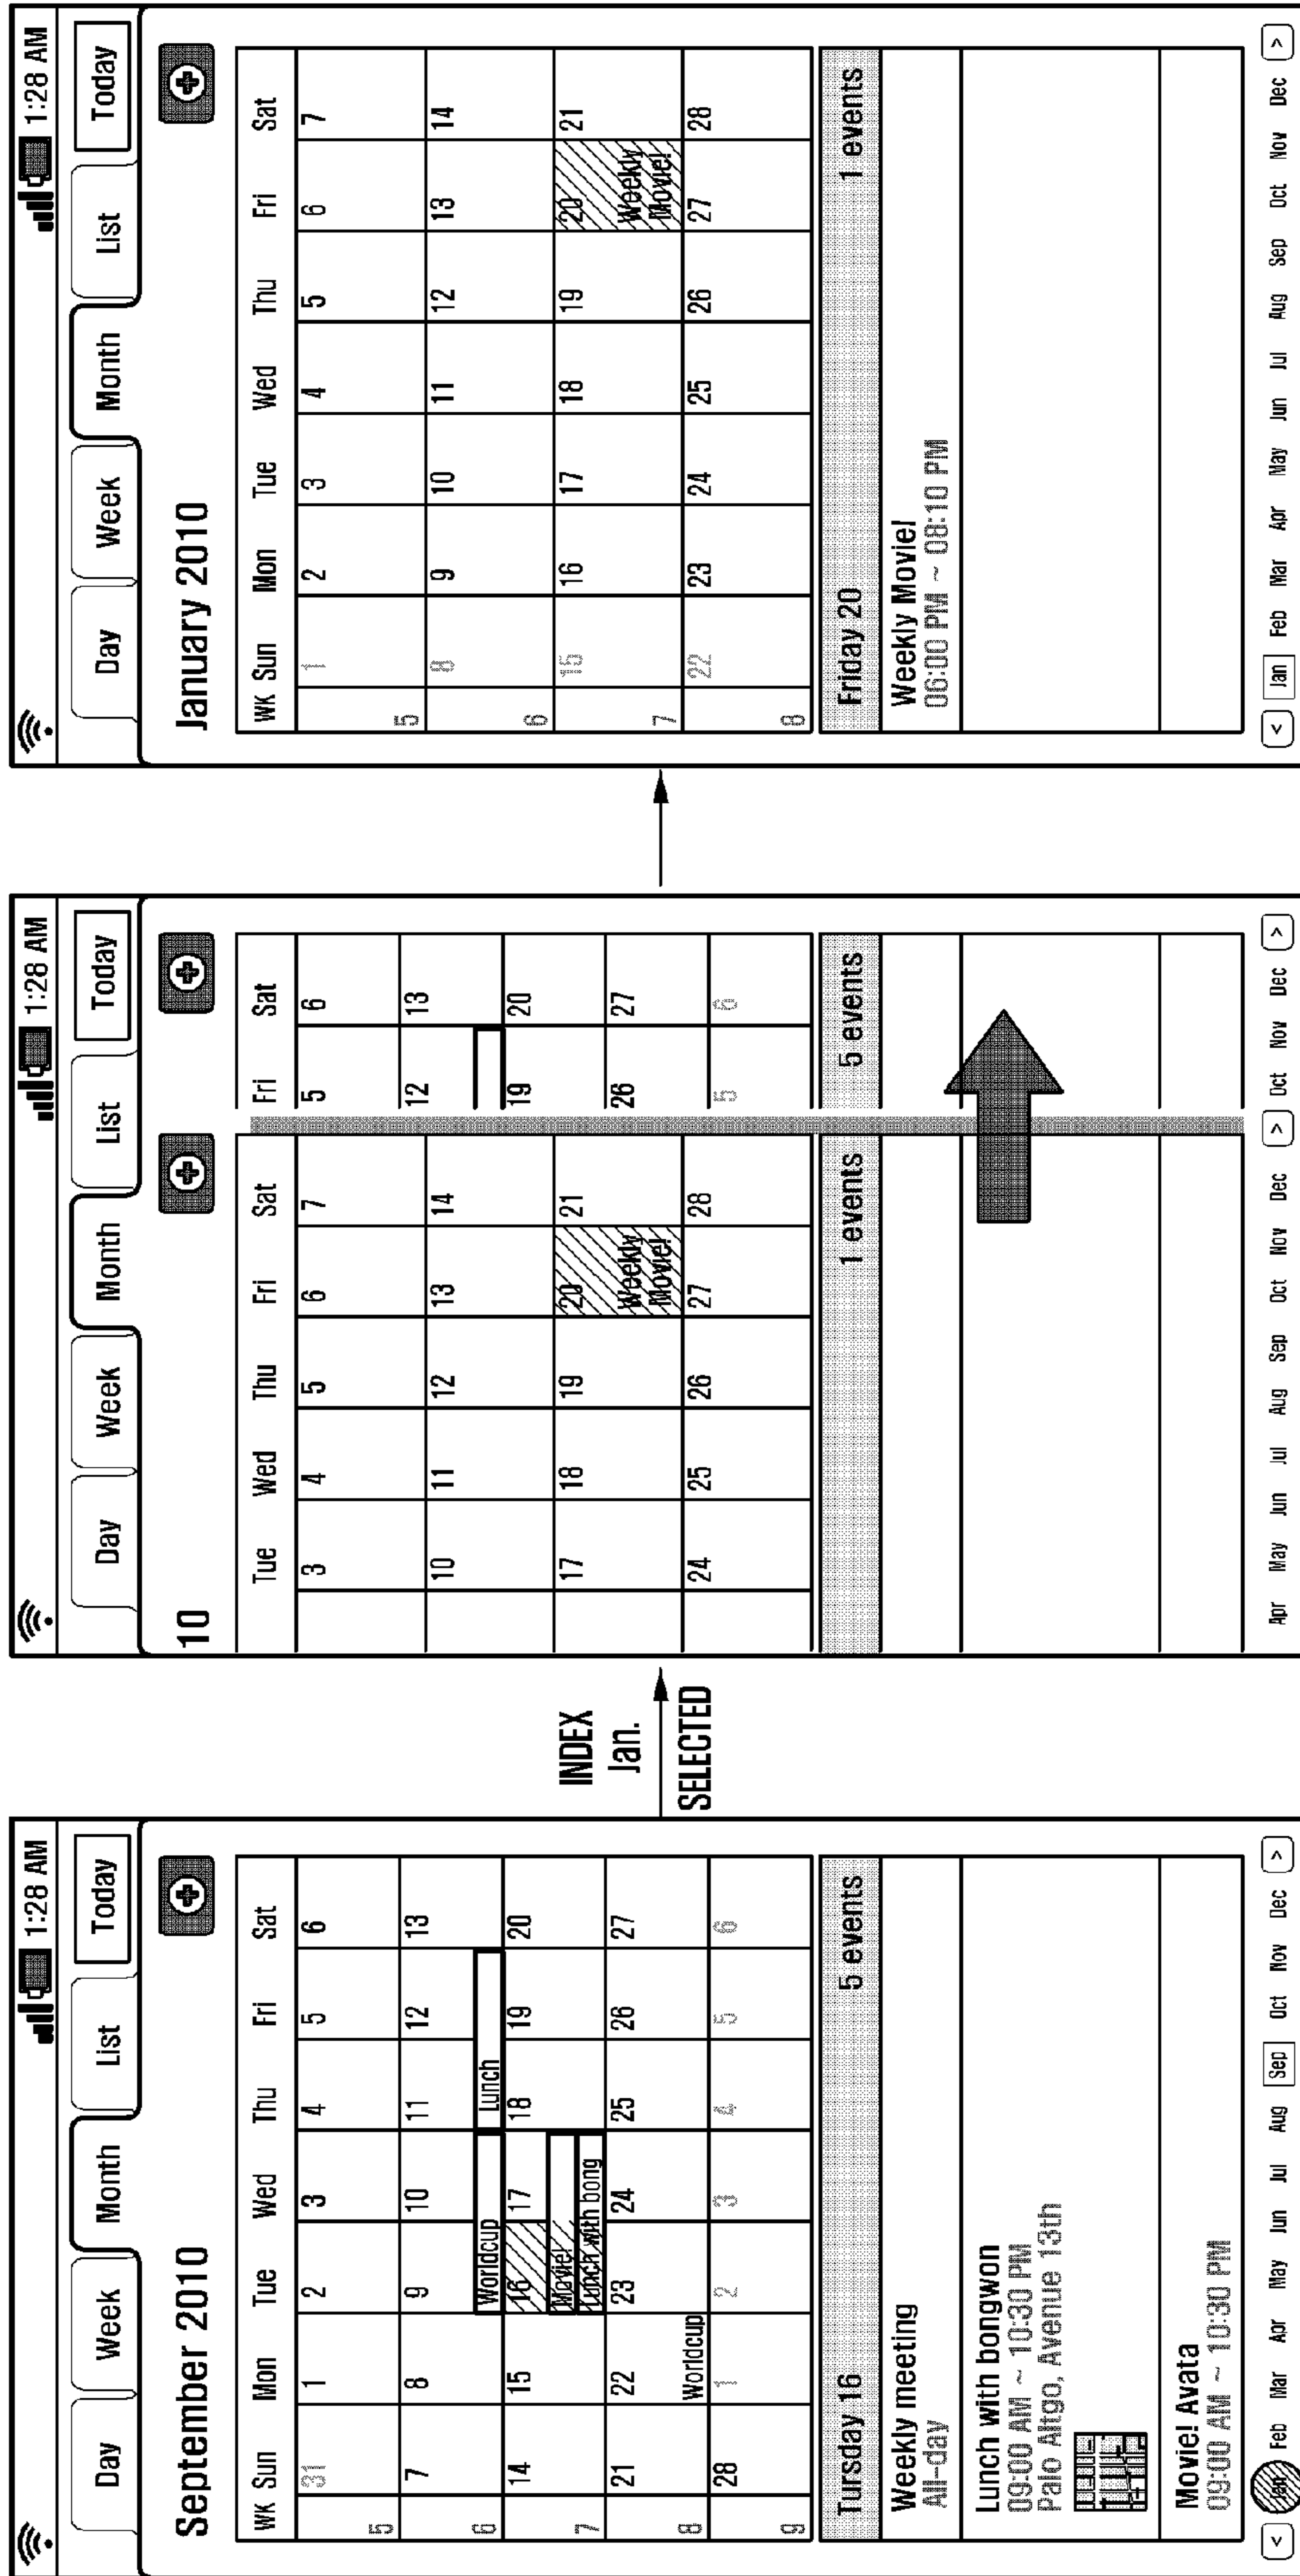 1:28 AM
Day Week Month List Today
September 2010
WK Sun Mon Tue Wed Thu Fri Sat
31 1 2 3 4 5 6
5
7 8 9 10 11 12 13
Worldcup Lunch
6
14 15 16 17 18 19 20
Movie!
Lunch with bong
7
21 22 23 24 25 26 27
Worldcup
8
28 1 2 3 4 5 6
9
Tursday 16 5 events
Weekly meeting
All-day
Lunch with bongwon
09:00 AM ~ 10:30 PM
Palo Altgo, Avenue 13th
Movie! Avata
09:00 AM ~ 10:30 PM
< Jan Feb Mar Apr May Jun Jul Aug Sep Oct Nov Dec >
INDEX
Jan.
SELECTED
1:28 AM
Day Week Month List Today
10
Tue Wed Thu Fri Sat Fri Sat
3 4 5 6 7 5 6
10 11 12 13 14 12 13
17 18 19 20 21 19 20
Weekly
Movie!
24 25 26 27 28 26 27
5 6
1 events 5 events
Apr May Jun Jul Aug Sep Oct Nov Dec > Oct Nov Dec >
1:28 AM
Day Week Month List Today
January 2010
WK Sun Mon Tue Wed Thu Fri Sat
1 2 3 4 5 6 7
5
8 9 10 11 12 13 14
6
15 16 17 18 19 20 21
Weekly
Movie!
7
22 23 24 25 26 27 28
8
Friday 20 1 events
Weekly Movie!
06:00 PM ~ 08:10 PM
< Jan Feb Mar Apr May Jun Jul Aug Sep Oct Nov Dec >